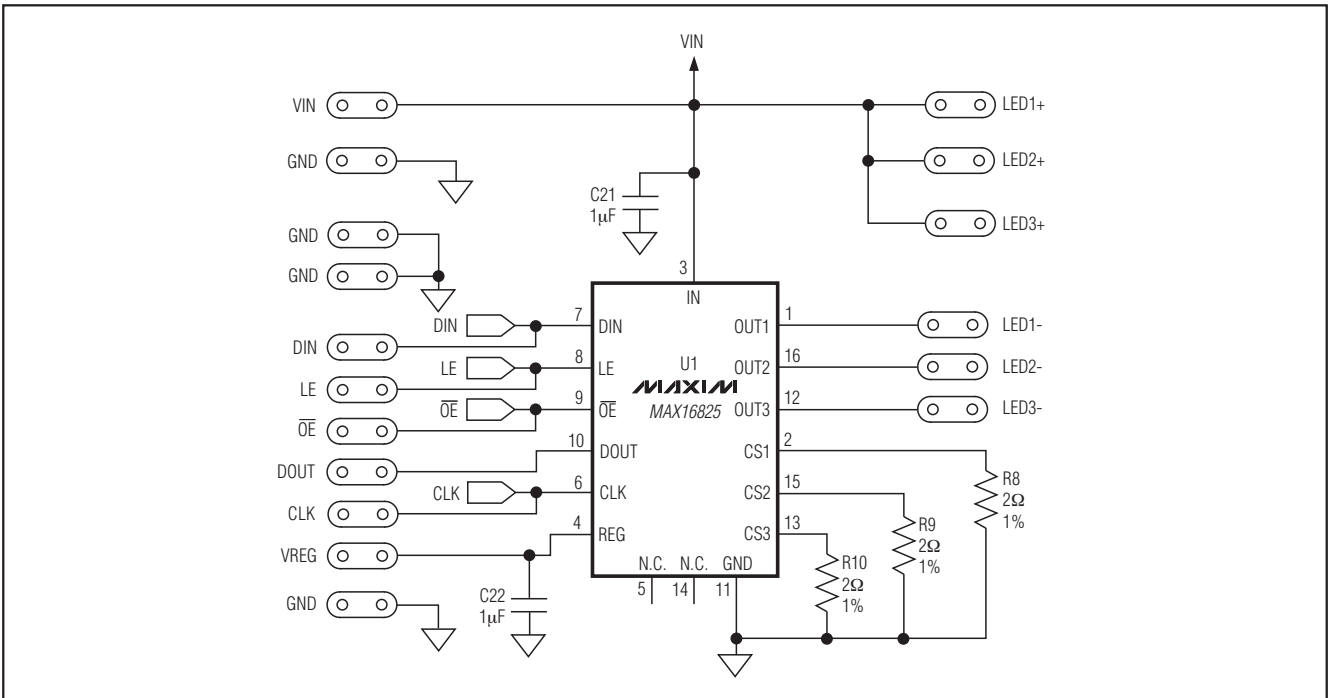 VIN
VIN
LED1+
GND
LED2+
C21
1µF
LED3+
GND
GND
3
IN
DIN
7
DIN
OUT1
1
LED1-
DIN
LE
8
LE
U1
OUT2
16
LED2-
LE
MAXIM
MAX16825
O̅E̅
9
O̅E̅
OUT3
12
LED3-
O̅E̅
10
DOUT
CS1
2
DOUT
R8
2Ω
1%
CLK
6
CLK
CS2
15
CLK
R9
2Ω
1%
4
REG
CS3
13
VREG
R10
2Ω
1%
N.C.
N.C.
GND
5
14
11
C22
1µF
GND